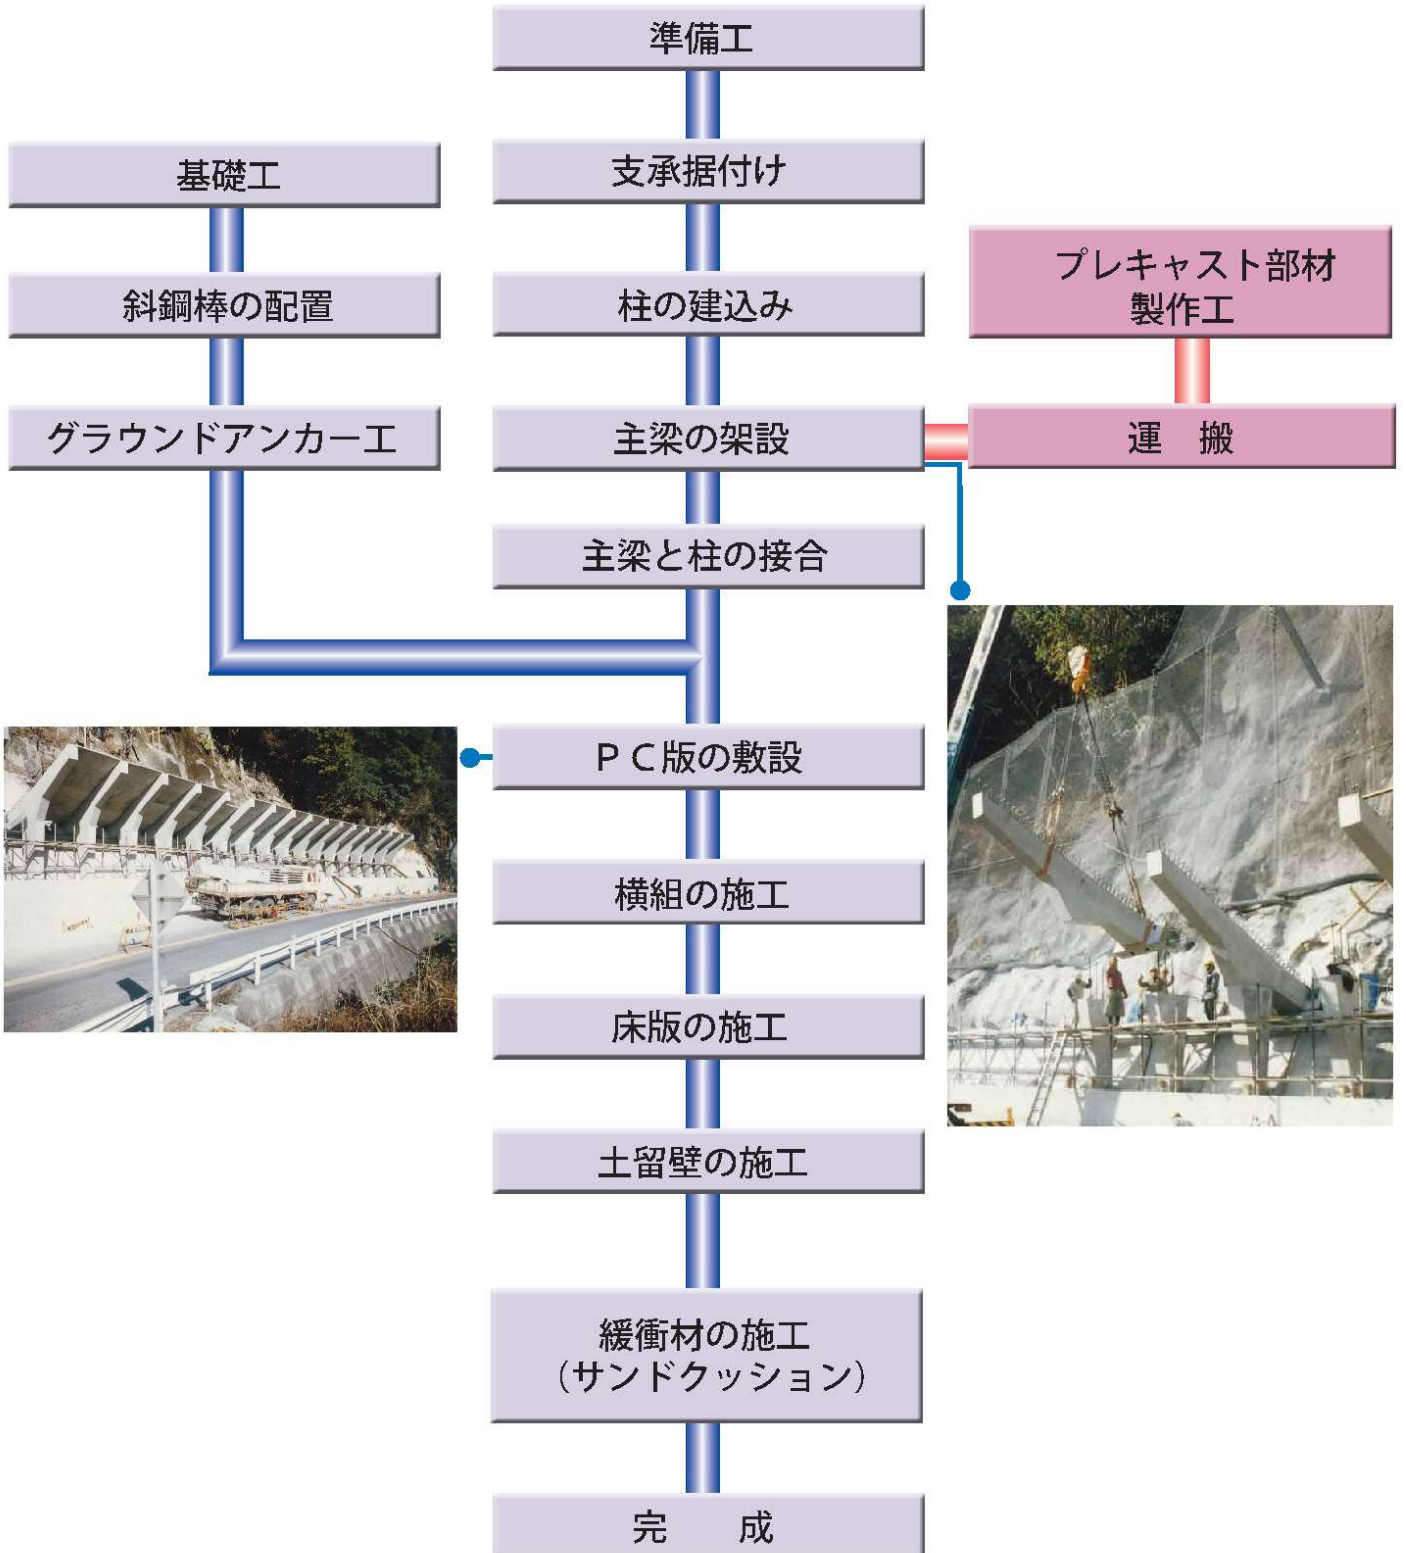 準備工
支承据付け
基礎工
プレキャスト部材
製作工
斜鋼棒の配置
柱の建込み
グラウンドアンカー工
主梁の架設
運　搬
主梁と柱の接合
ＰＣ版の敷設
横組の施工
床版の施工
土留壁の施工
緩衝材の施工
（サンドクッション）
完　　成